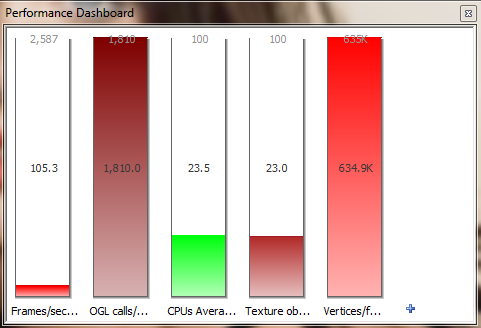 Performance Dashboard
2,587 1,810 100 100 635K
105.3 1,810.0 23.5 23.0 634.9K
Frames/sec... OGL calls/... CPUs Avera... Texture ob... Vertices/f...